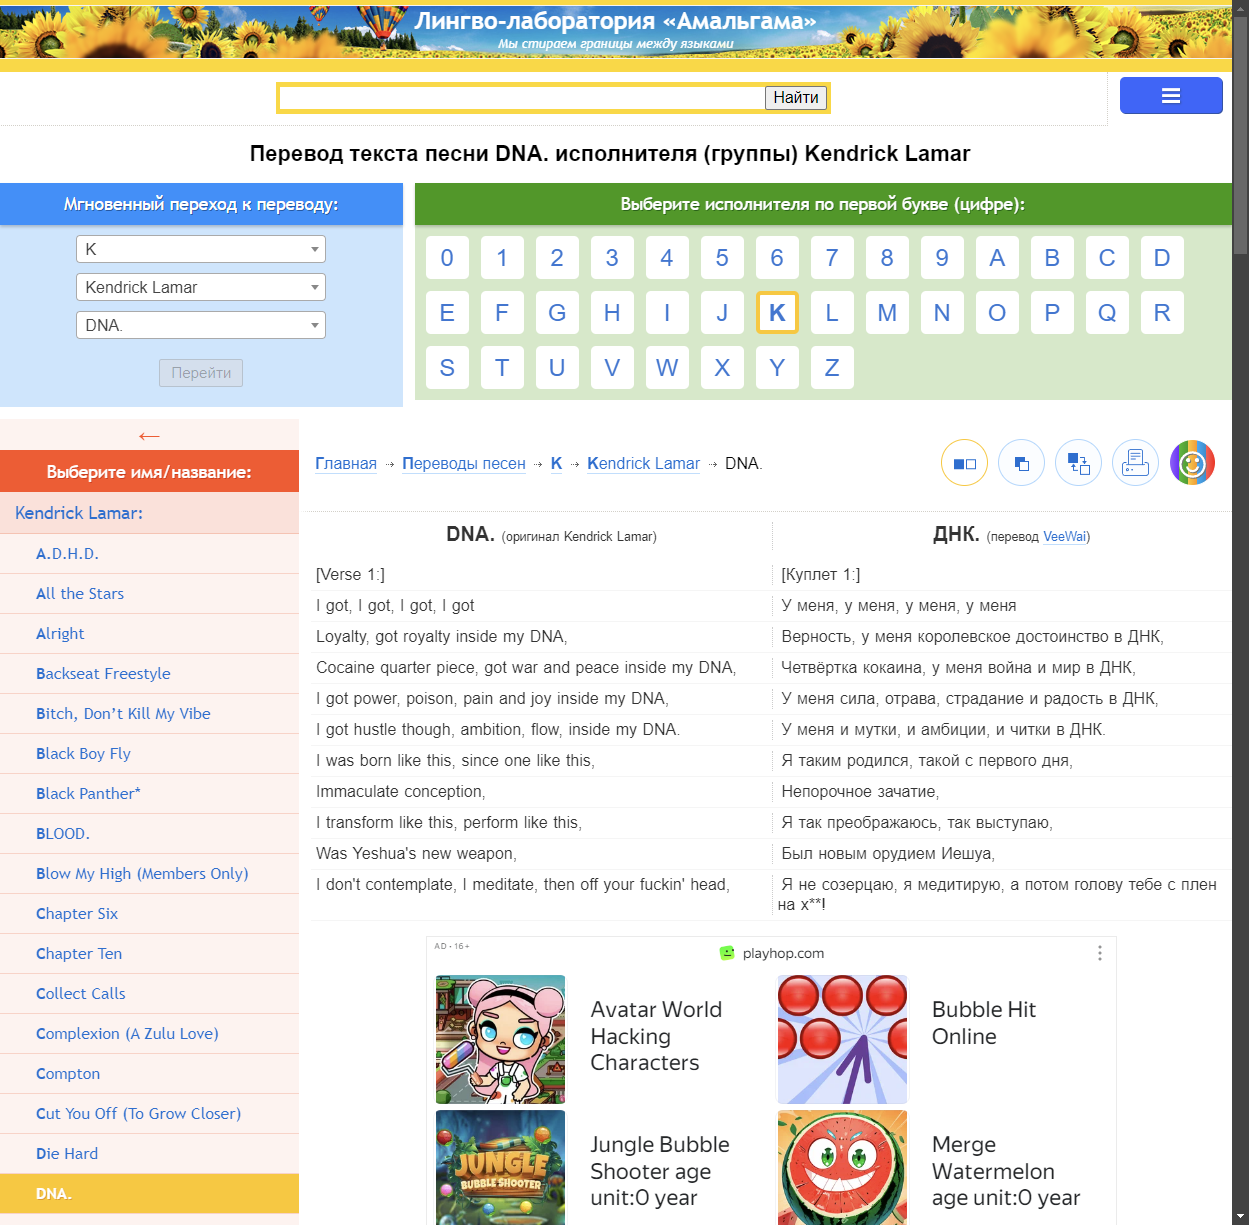 Лингво-лаборатория «Амальгама»
Мы стираем границы между языками
Найти
Перевод текста песни DNA. исполнителя (группы) Kendrick Lamar
Мгновенный переход к переводу:
K
Kendrick Lamar
DNA.
Перейти
Выберите исполнителя по первой букве (цифре):
0 1 2 3 4 5 6 7 8 9 A B C D
E F G H I J K L M N O P Q R
S T U V W X Y Z
←
Выберите имя/название:
Kendrick Lamar:
A.D.H.D.
All the Stars
Alright
Backseat Freestyle
Bitch, Don't Kill My Vibe
Black Boy Fly
Black Panther*
BLOOD.
Blow My High (Members Only)
Chapter Six
Chapter Ten
Collect Calls
Complexion (A Zulu Love)
Compton
Cut You Off (To Grow Closer)
Die Hard
DNA.
Главная → Переводы песен → K → Kendrick Lamar → DNA.
DNA. (оригинал Kendrick Lamar)
ДНК. (перевод VeeWai)
[Verse 1:]
[Куплет 1:]
I got, I got, I got, I got
У меня, у меня, у меня, у меня
Loyalty, got royalty inside my DNA,
Верность, у меня королевское достоинство в ДНК,
Cocaine quarter piece, got war and peace inside my DNA,
Четвёртка кокаина, у меня война и мир в ДНК,
I got power, poison, pain and joy inside my DNA,
У меня сила, отрава, страдание и радость в ДНК,
I got hustle though, ambition, flow, inside my DNA.
У меня и мутки, и амбиции, и читки в ДНК.
I was born like this, since one like this,
Я таким родился, такой с первого дня,
Immaculate conception,
Непорочное зачатие,
I transform like this, perform like this,
Я так преображаюсь, так выступаю,
Was Yeshua's new weapon,
Был новым орудием Иешуа,
I don't contemplate, I meditate, then off your fuckin' head,
Я не созерцаю, я медитирую, а потом голову тебе с плен
на х**!
AD • 16+
playhop.com
Avatar World
Hacking
Characters
Bubble Hit
Online
JUNGLE
BUBBLE SHOOTER
Jungle Bubble
Shooter age
unit:0 year
Merge
Watermelon
age unit:0 year